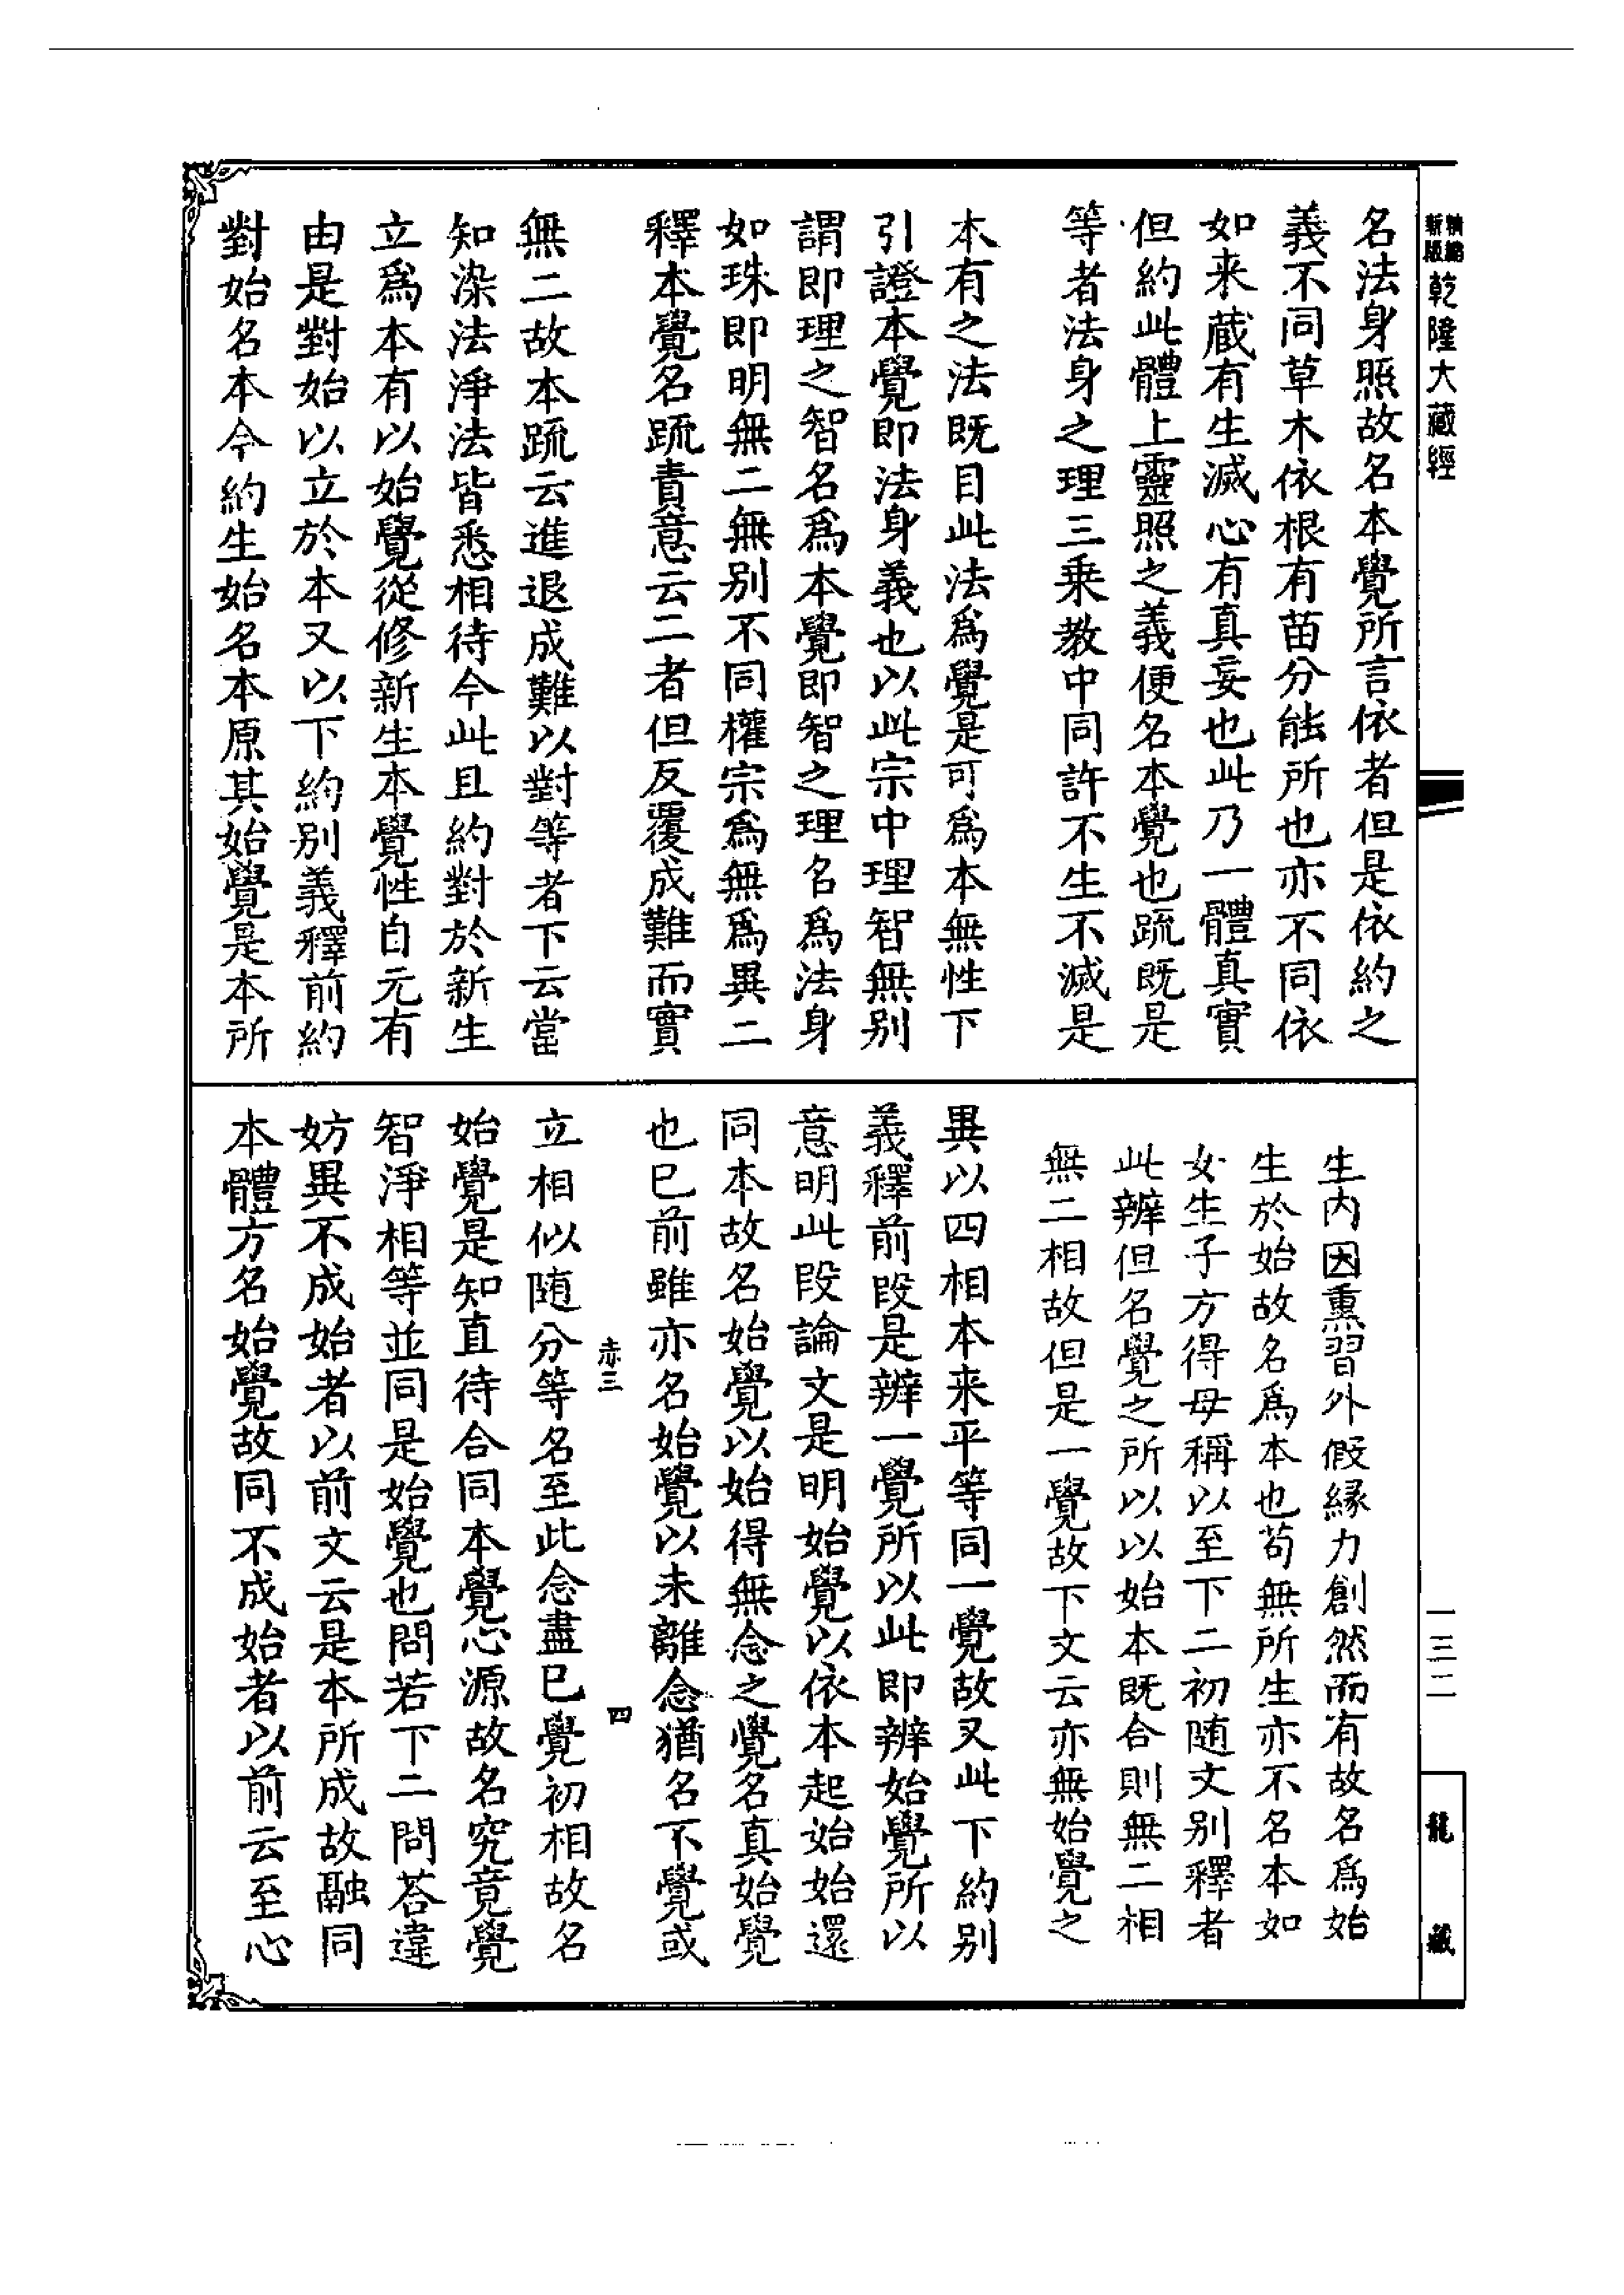 精縮新版
乾隆大藏經
一三二
龍藏
名法身照故名本覺所言依者但是依約之
義不同草木依根有苗分能所也亦不同依
如来蔵有生滅心有真妄也此乃一體真實
但約此體上靈照之義便名本覺也䟽既是
等者法身之理三乗教中同許不生不滅是
本有之法既目此法爲覺是可爲本無性下
引證本覺即法身義也以此宗中理智無别
謂即理之智名爲本覺即智之理名爲法身
如珠即明無二無别不同權宗爲無爲異二
釋本覺名䟽責意云二者但反覆成難而實
無二故本䟽云進退成難以對等者下云當
知染法淨法皆悉相待今此且約對於新生
立爲本有以始覺從修新生本覺性自元有
由是對始以立於本又以下約别義釋前約
對始名本今約生始名本原其始覺是本所
生内因熏習外假縁力創然而有故名爲始
生於始故名爲本也苟無所生亦不名本如
女生子方得母稱以至下二初随文别釋者
此辨但名覺之所以以始本既合則無二相
無二相故但是一覺故下文云亦無始覺之
異以四相本来平等同一覺故又此下約别
義釋前段是辨一覺所以此即辨始覺所以
意明此段論文是明始覺以依本起始始還
同本故名始覺以始得無念之覺名真始覺
也已前雖亦名始覺以未離念猶名不覺或
赤三
四
立相似随分等名至此念盡已覺初相故名
始覺是知直待合同本覺心源故名究竟覺
智淨相等並同是始覺也問若下二問荅違
妨異不成始者以前文云是本所成故融同
本體方名始覺故同不成始者以前云至心